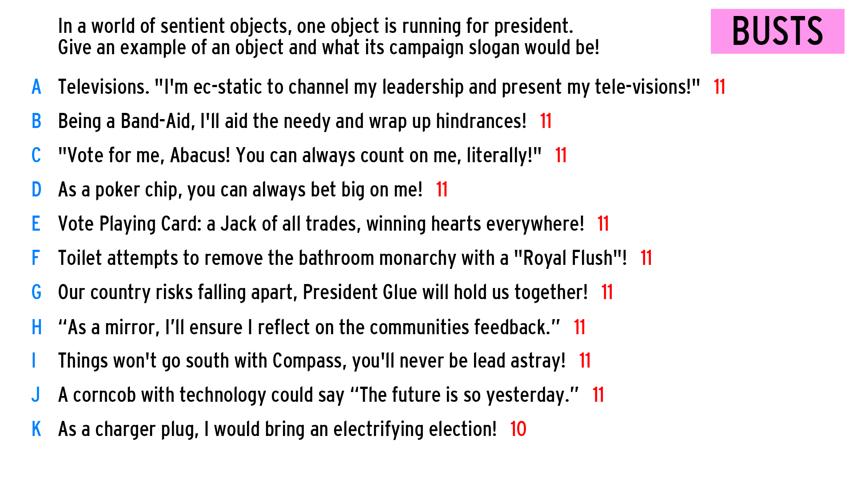 In a world of sentient objects, one object is running for president.
Give an example of an object and what its campaign slogan would be!
BUSTS
A Televisions. "I'm ec-static to channel my leadership and present my tele-visions!" 11
B Being a Band-Aid, I'll aid the needy and wrap up hindrances! 11
C "Vote for me, Abacus! You can always count on me, literally!" 11
D As a poker chip, you can always bet big on me! 11
E Vote Playing Card: a Jack of all trades, winning hearts everywhere! 11
F Toilet attempts to remove the bathroom monarchy with a "Royal Flush"! 11
G Our country risks falling apart, President Glue will hold us together! 11
H “As a mirror, I’ll ensure I reflect on the communities feedback.” 11
I Things won't go south with Compass, you'll never be lead astray! 11
J A corncob with technology could say “The future is so yesterday.” 11
K As a charger plug, I would bring an electrifying election! 10